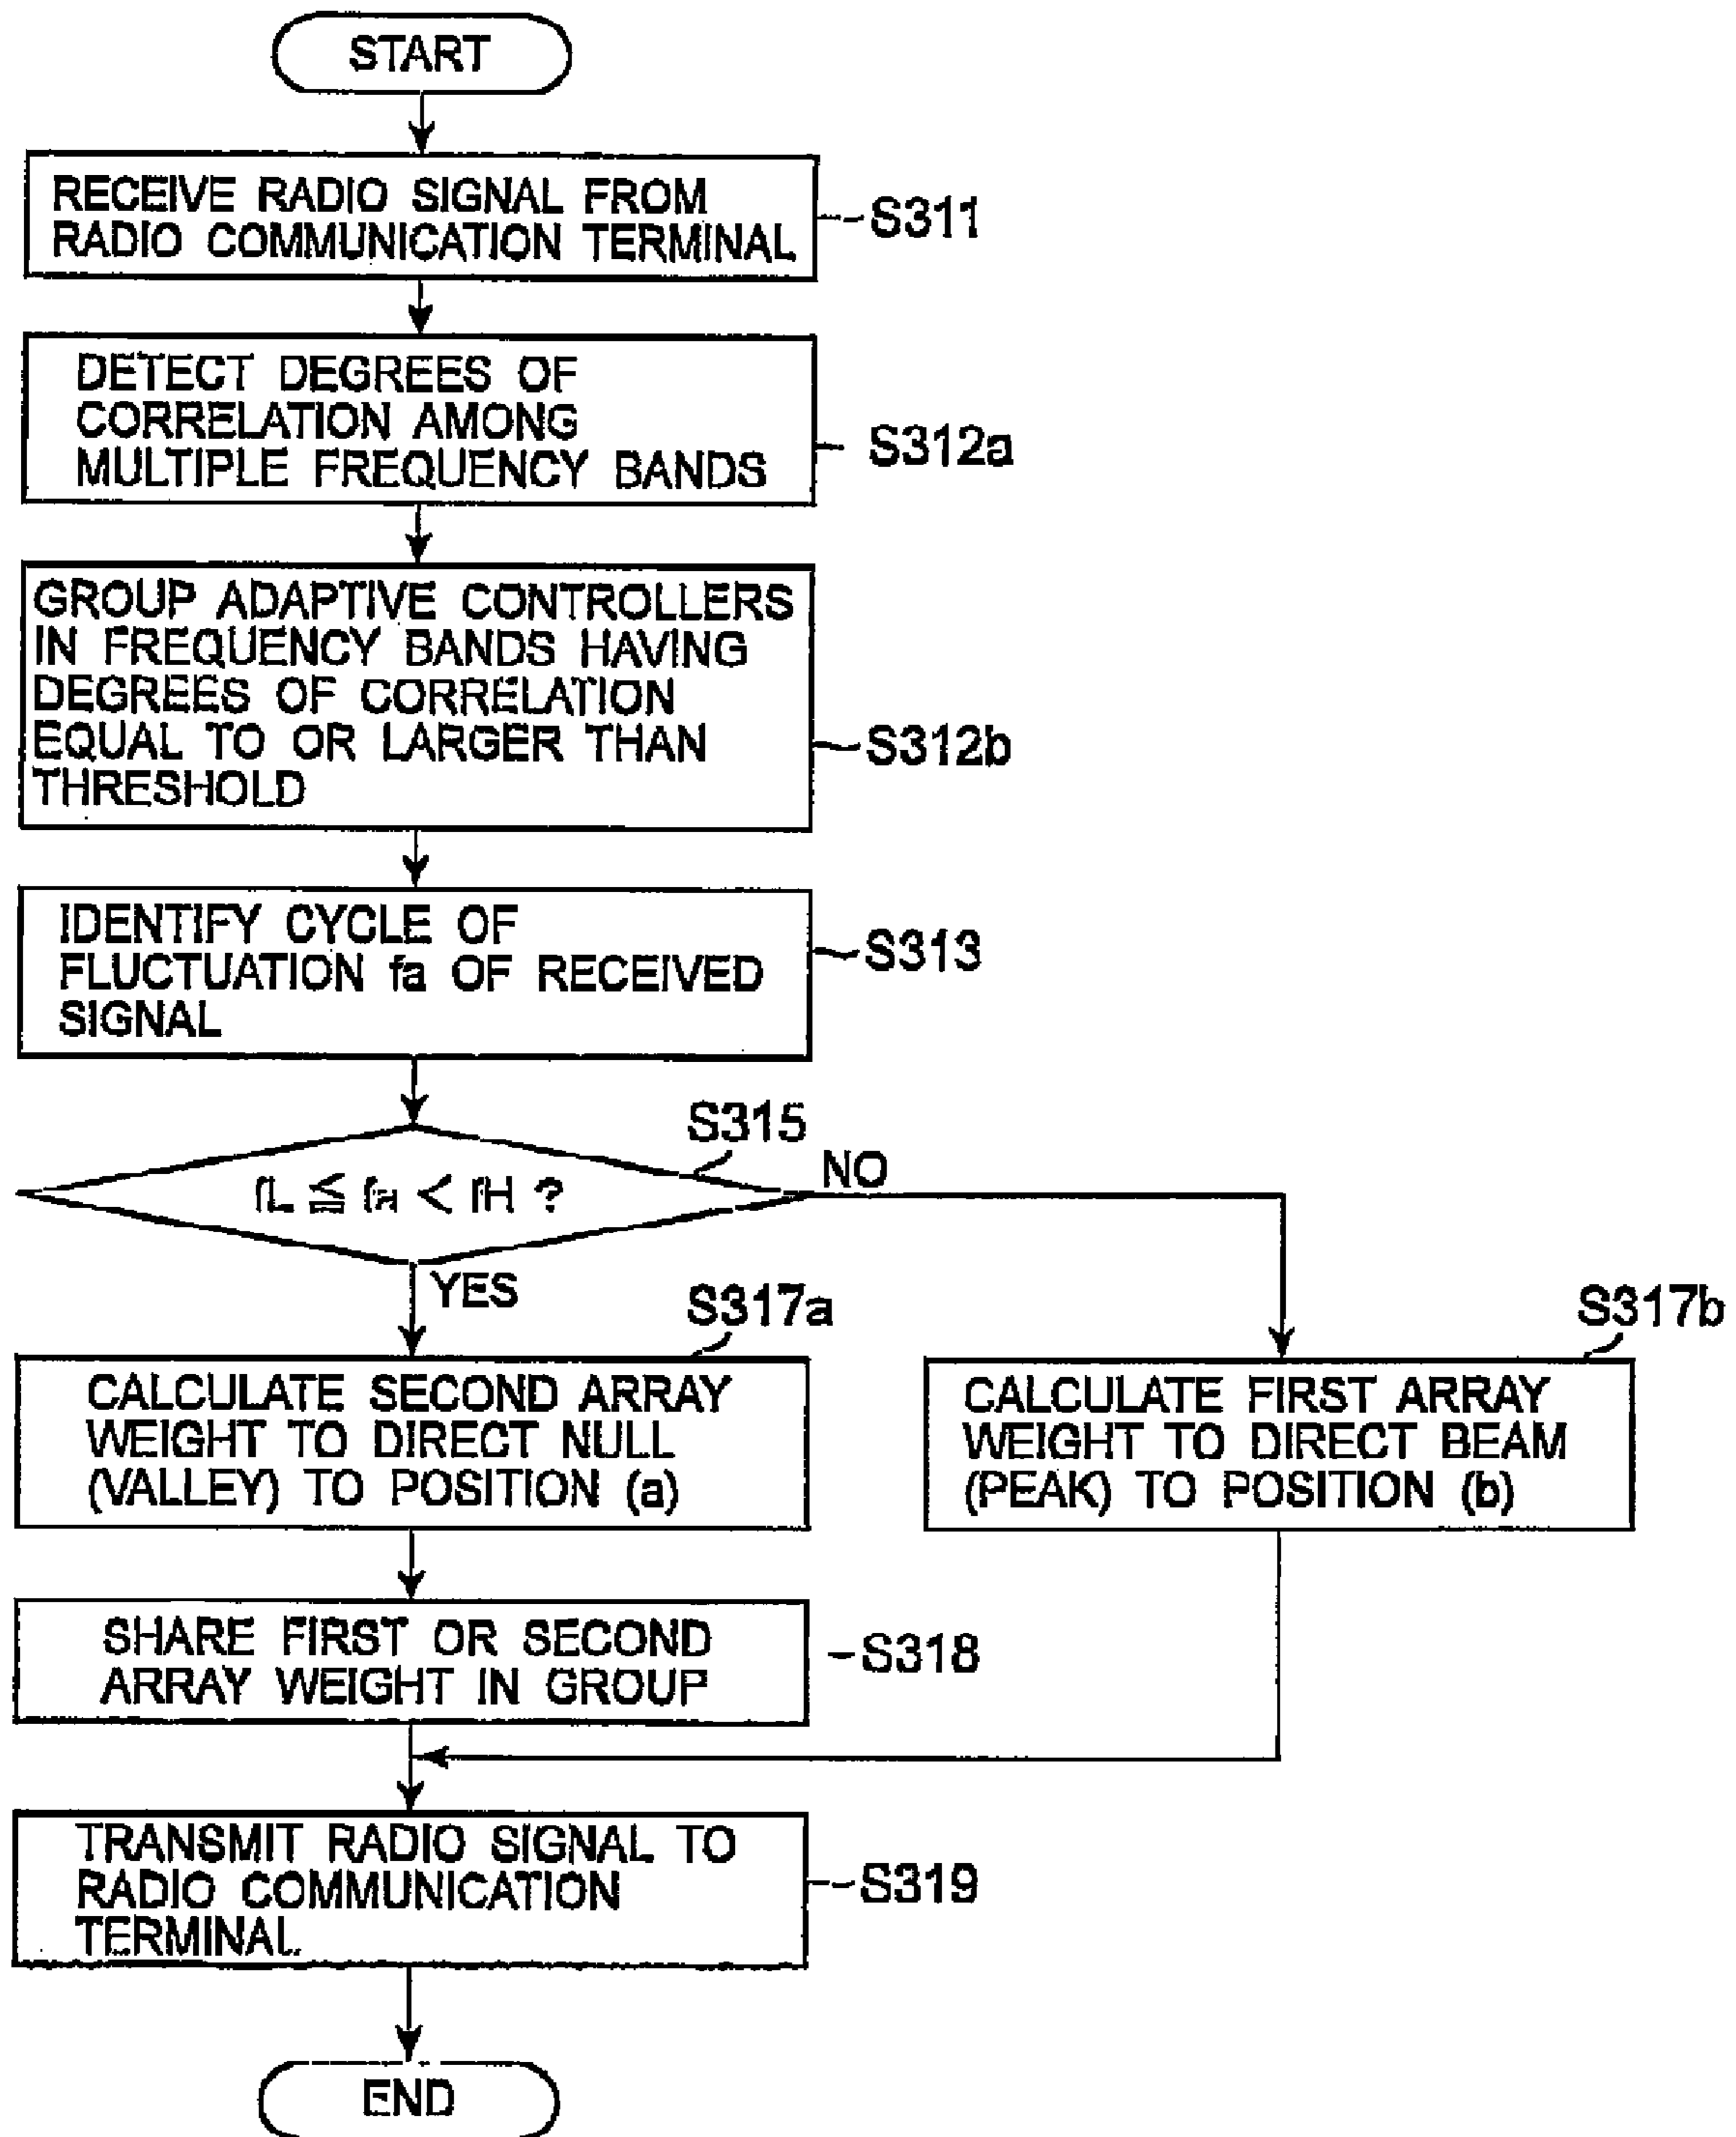 START
RECEIVE RADIO SIGNAL FROM
RADIO COMMUNICATION TERMINAL
S311
DETECT DEGREES OF
CORRELATION AMONG
MULTIPLE FREQUENCY BANDS
S312a
GROUP ADAPTIVE CONTROLLERS
IN FREQUENCY BANDS HAVING
DEGREES OF CORRELATION
EQUAL TO OR LARGER THAN
THRESHOLD
S312b
IDENTIFY CYCLE OF
FLUCTUATION fa OF RECEIVED
SIGNAL
S313
S315
fL ≦ fa < fH ?
NO
YES
S317a
CALCULATE SECOND ARRAY
WEIGHT TO DIRECT NULL
(VALLEY) TO POSITION (a)
S317b
CALCULATE FIRST ARRAY
WEIGHT TO DIRECT BEAM
(PEAK) TO POSITION (b)
SHARE FIRST OR SECOND
ARRAY WEIGHT IN GROUP
S318
TRANSMIT RADIO SIGNAL TO
RADIO COMMUNICATION
TERMINAL
S319
END